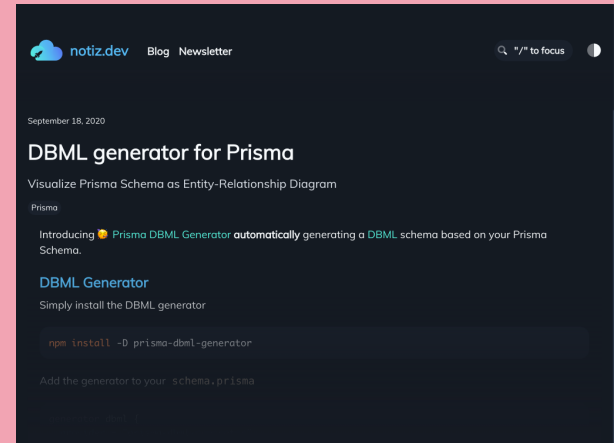 notiz.dev Blog Newsletter "/" to focus
September 18, 2020
DBML generator for Prisma
Visualize Prisma Schema as Entity-Relationship Diagram
Prisma
Introducing 🥳 Prisma DBML Generator automatically generating a DBML schema based on your Prisma
Schema.
DBML Generator
Simply install the DBML generator
npm install -D prisma-dbml-generator
Add the generator to your schema.prisma